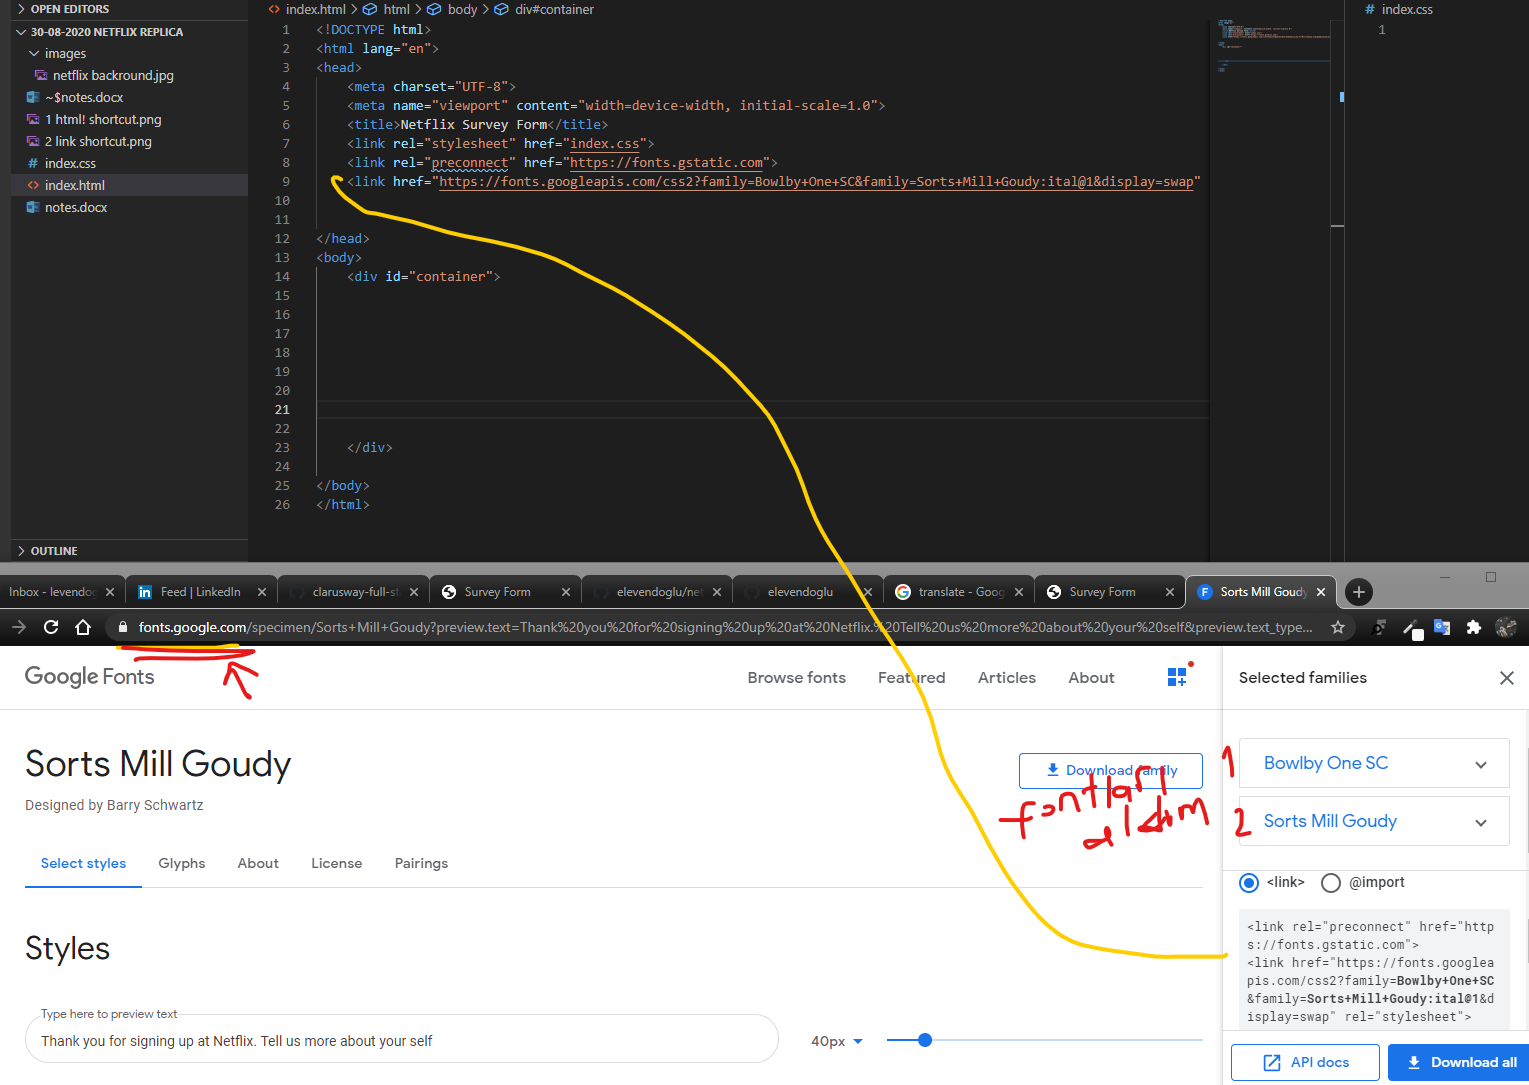 OPEN EDITORS
30-08-2020 NETFLIX REPLICA
images
netflix backround.jpg
~$notes.docx
1 html! shortcut.png
2 link shortcut.png
index.css
index.html
notes.docx
OUTLINE
index.html > html > body > div#container
1 <!DOCTYPE html>
2 <html lang="en">
3 <head>
4 <meta charset="UTF-8">
5 <meta name="viewport" content="width=device-width, initial-scale=1.0">
6 <title>Netflix Survey Form</title>
7 <link rel="stylesheet" href="index.css">
8 <link rel="preconnect" href="https://fonts.gstatic.com">
9 <link href="https://fonts.googleapis.com/css2?family=Bowlby+One+SC&family=Sorts+Mill+Goudy:ital@1&display=swap"
10
11
12 </head>
13 <body>
14 <div id="container">
15
16
17
18
19
20
21
22
23 </div>
24
25 </body>
26 </html>
# index.css
1
Inbox - levendo
Feed | LinkedIn
clarusway-full-st
Survey Form
elevendoglu/net
elevendoglu
translate - Goog
Survey Form
Sorts Mill Goudy
fonts.google.com/specimen/Sorts+Mill+Goudy?preview.text=Thank%20you%20for%20signing%20up%20at%20Netflix.%20Tell%20us%20more%20about%20your%20self&preview.text_type...
Google Fonts
Browse fonts
Featured
Articles
About
Selected families
Sorts Mill Goudy
Designed by Barry Schwartz
Download family
fontları
aldım
1 Bowlby One SC
2 Sorts Mill Goudy
Select styles
Glyphs
About
License
Pairings
<link>
@import
<link rel="preconnect" href="http
s://fonts.gstatic.com">
<link href="https://fonts.googlea
pis.com/css2?family=Bowlby+One+SC
&family=Sorts+Mill+Goudy:ital@1&d
isplay=swap" rel="stylesheet">
Styles
Type here to preview text
Thank you for signing up at Netflix. Tell us more about your self
40px
API docs
Download all